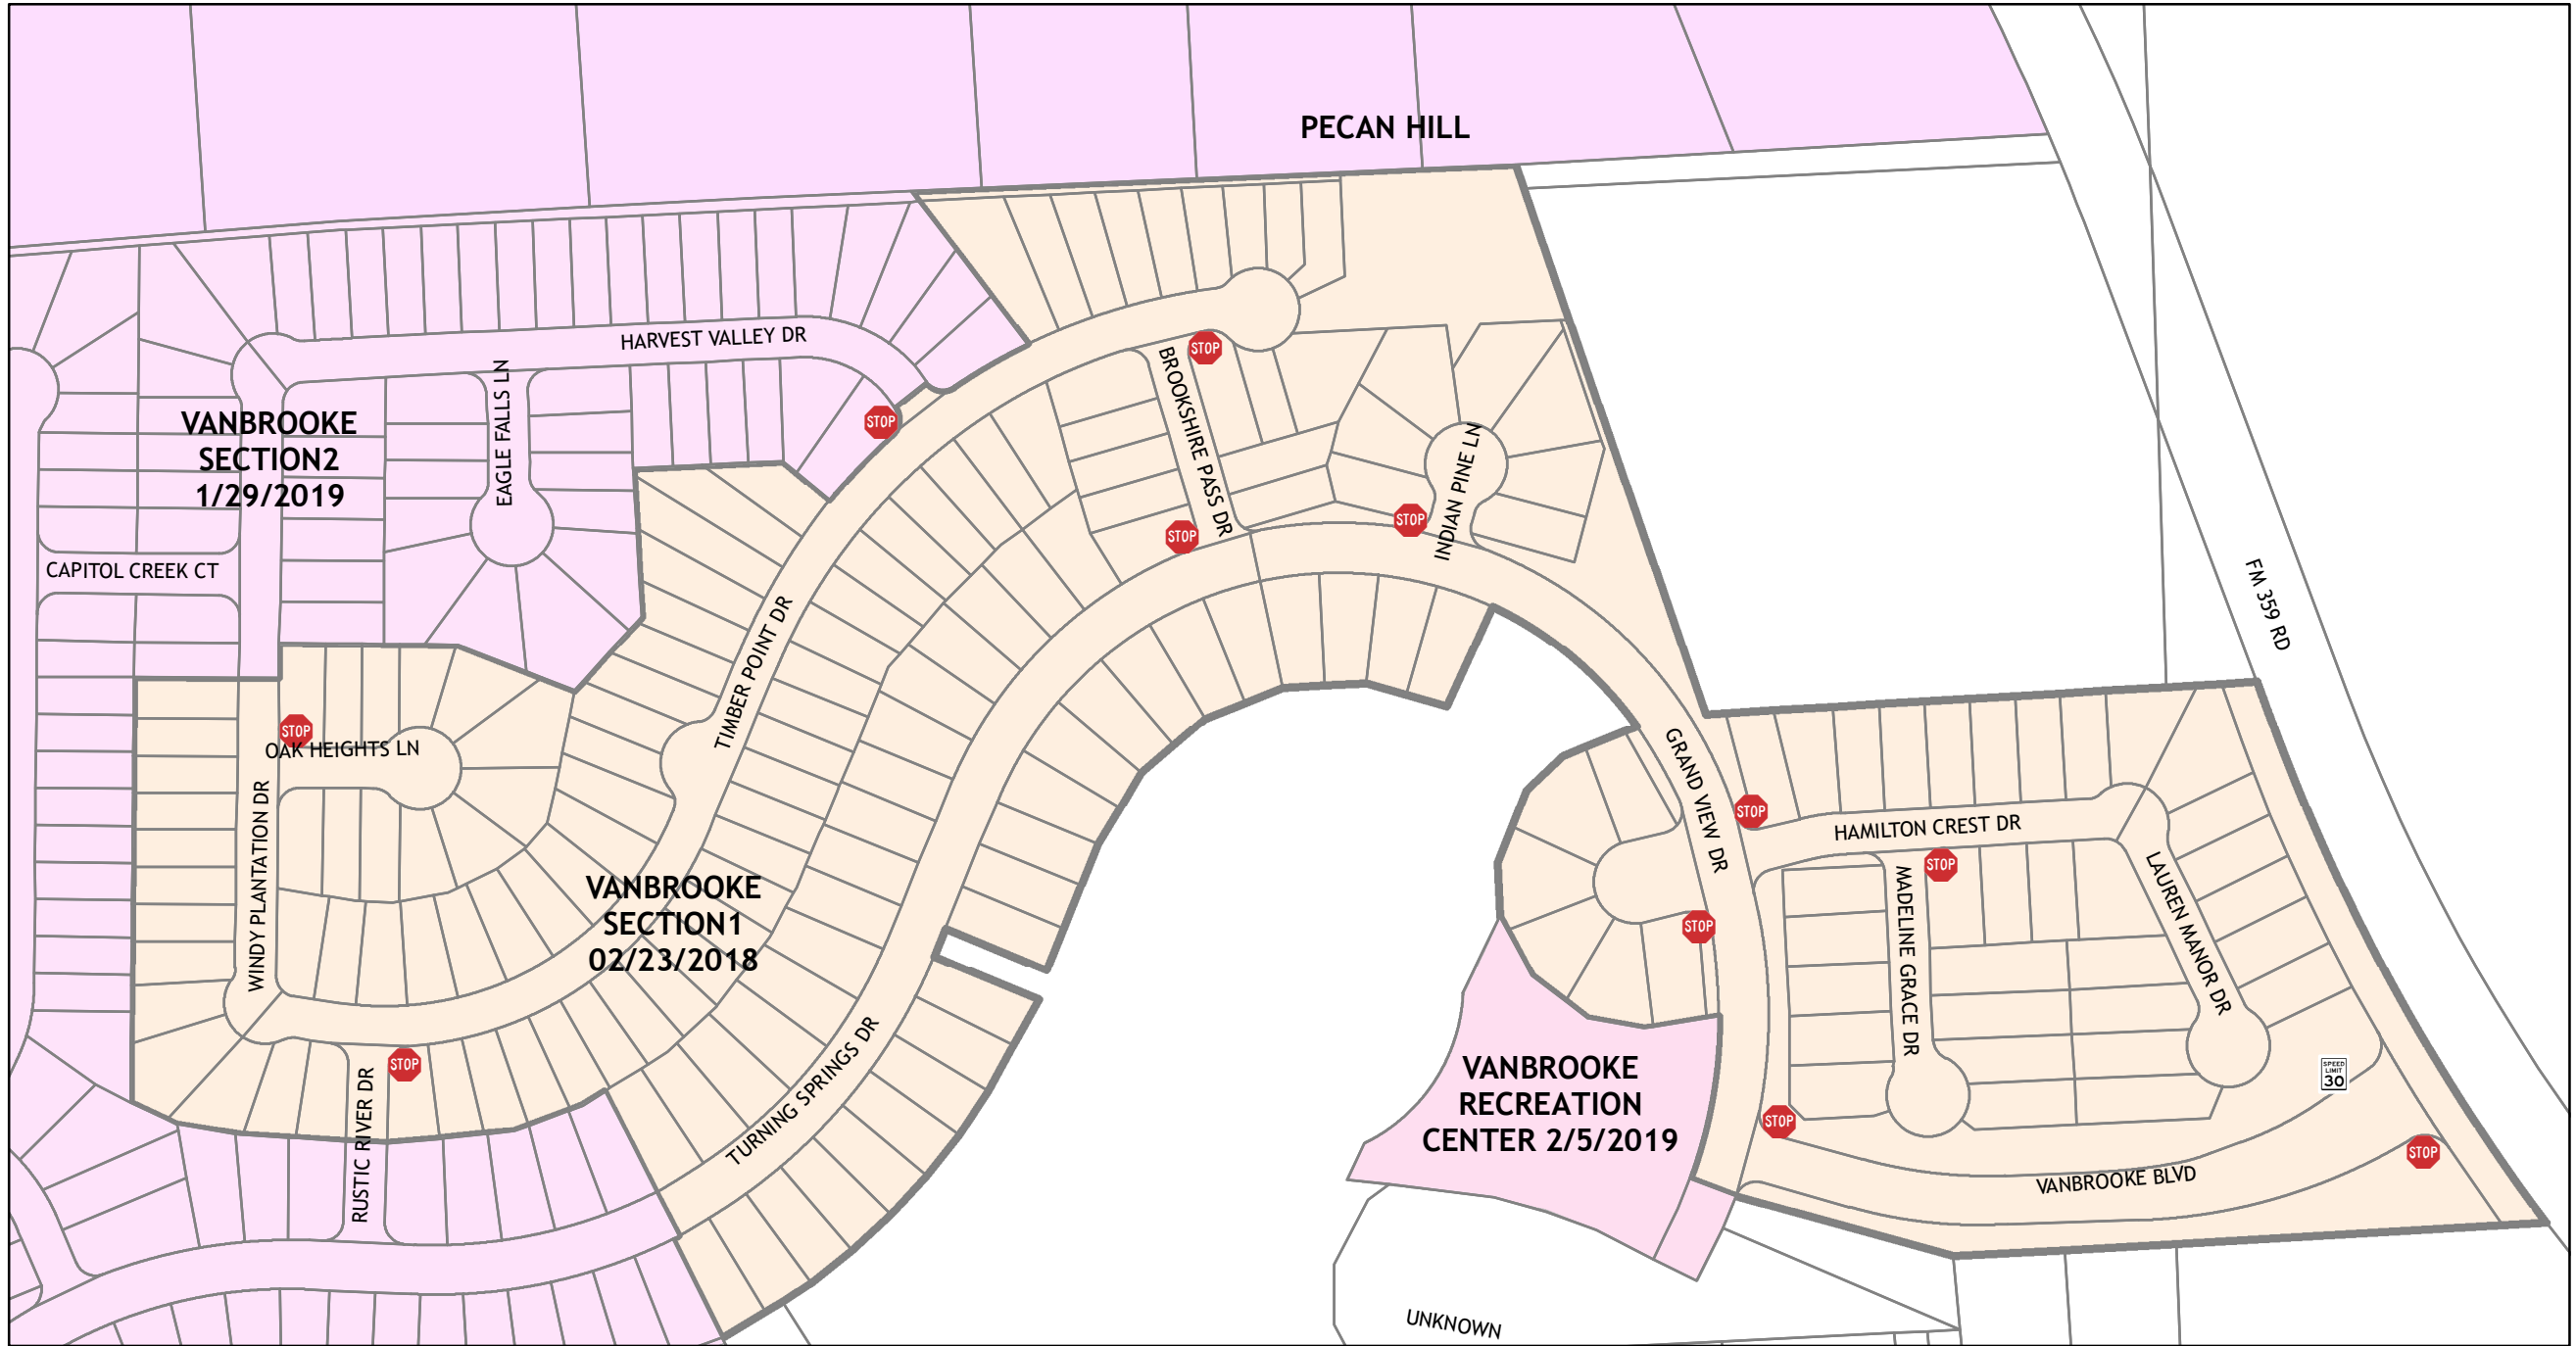 PECAN HILL
HARVEST VALLEY DR
STOP
BROOKSHIRE PASS DR
EAGLE FALLS LN
STOP
VANBROOKE
SECTION2
1/29/2019
INDIAN PINE LN
STOP
STOP
CAPITOL CREEK CT
FM 359 RD
TIMBER POINT DR
STOP
OAK HEIGHTS LN
GRAND VIEW DR
STOP
HAMILTON CREST DR
STOP
WINDY PLANTATION DR
VANBROOKE
SECTION1
02/23/2018
MADELINE GRACE DR
LAUREN MANOR DR
STOP
STOP
RUSTIC RIVER DR
TURNING SPRINGS DR
VANBROOKE
RECREATION
CENTER 2/5/2019
SPEED
LIMIT
30
STOP
STOP
VANBROOKE BLVD
UNKNOWN